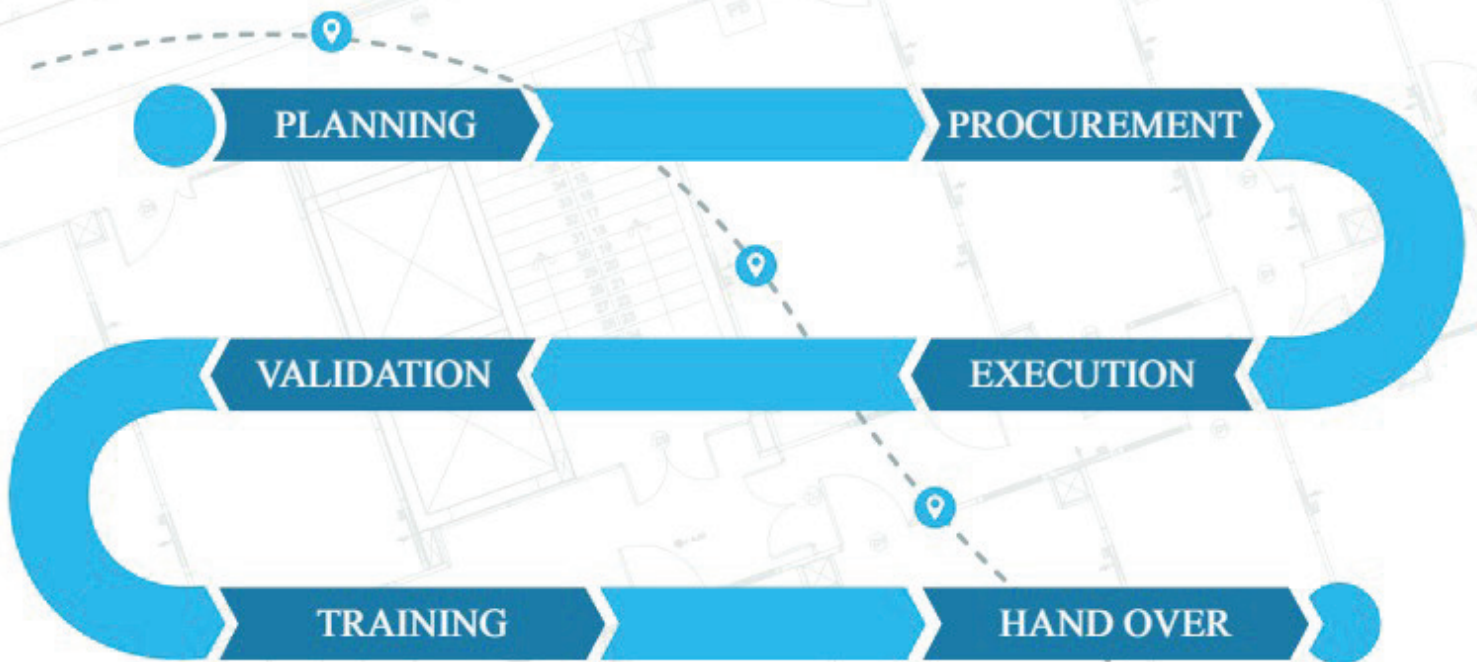 PLANNING
PROCUREMENT
EXECUTION
VALIDATION
TRAINING
HAND OVER